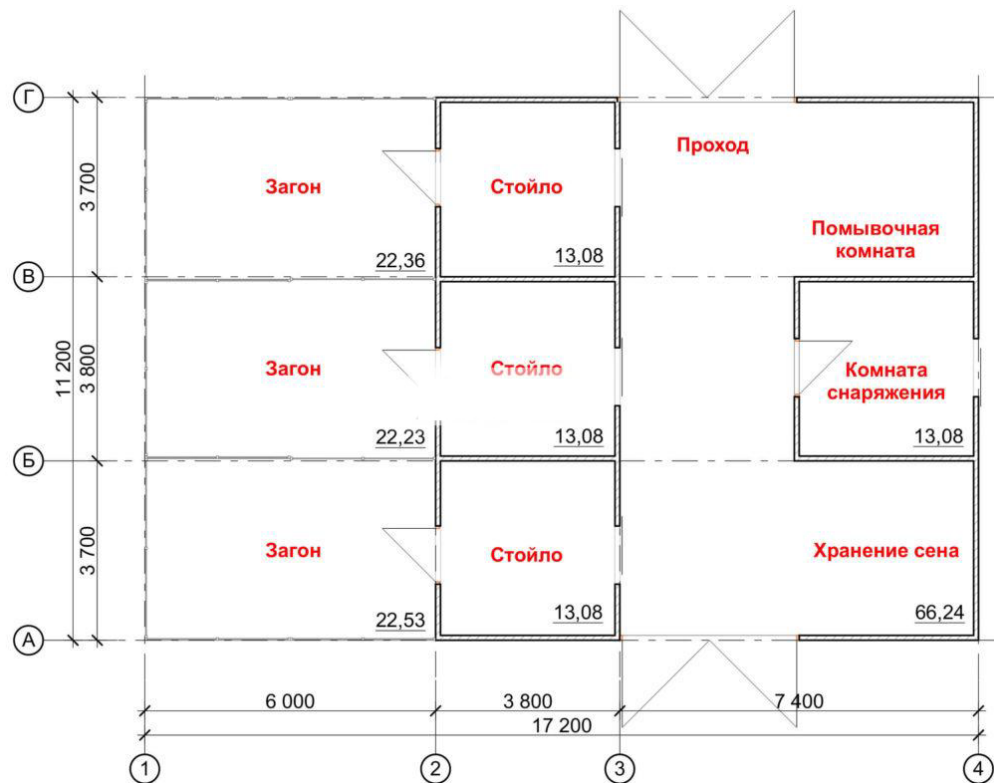 Г
Проход
3 700
Загон
Стойло
Помывочная
комната
22,36
13,08
В
11 200
3 800
Загон
Стойло
Комната
снаряжения
22,23
13,08
13,08
Б
3 700
Загон
Стойло
Хранение сена
22,53
13,08
66,24
А
6 000
3 800
7 400
17 200
1
2
3
4